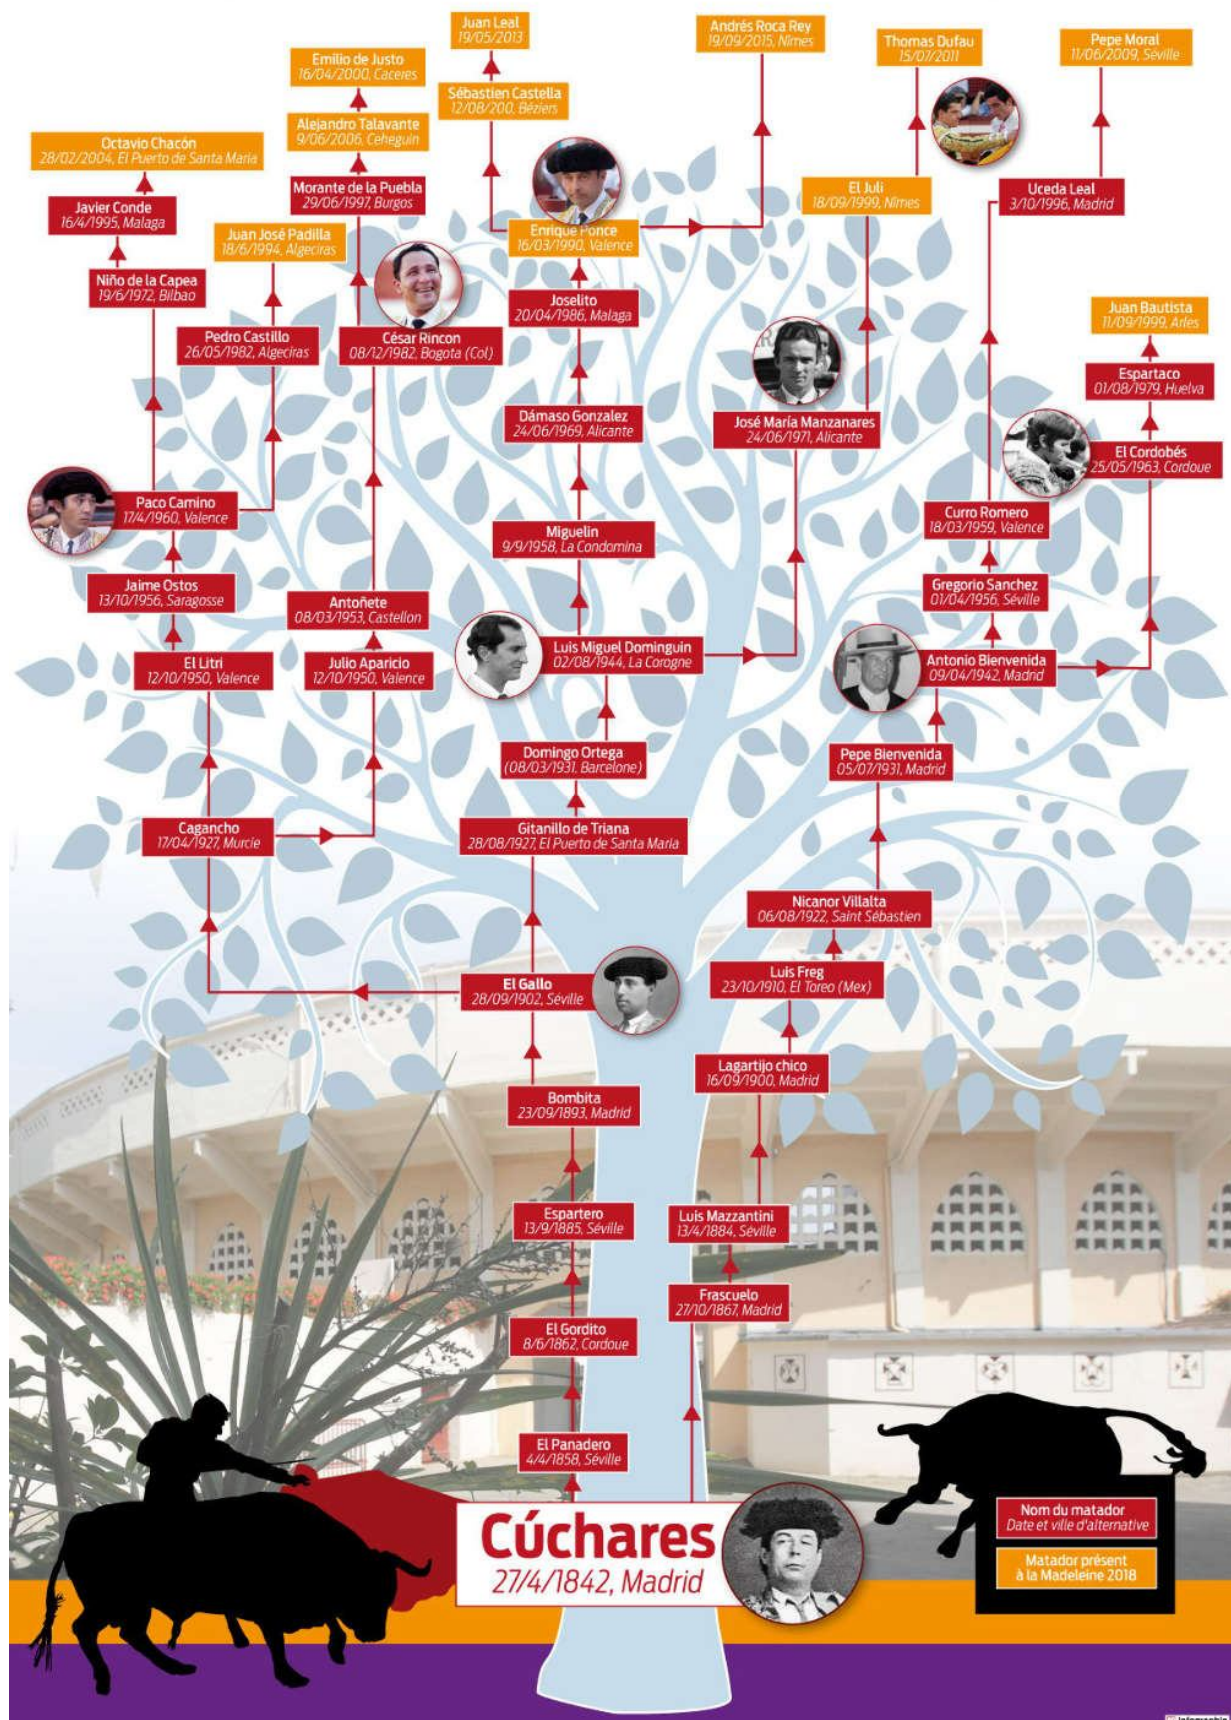 Juan Leal
19/05/2013
Andrés Roca Rey
19/09/2015, Nîmes
Thomas Dufau
15/07/2011
Pepe Moral
11/06/2009, Séville
Emilio de Justo
16/04/2000, Caceres
Sébastien Castella
12/08/200, Béziers
Alejandro Talavante
9/06/2006, Ceheguin
Octavio Chacón
28/02/2004, El Puerto de Santa Maria
Morante de la Puebla
29/06/1997, Burgos
El Juli
18/09/1999, Nîmes
Uceda Leal
3/10/1996, Madrid
Javier Conde
16/4/1995, Malaga
Juan José Padilla
18/6/1994, Algeciras
Enrique Ponce
16/03/1990, Valence
Niño de la Capea
19/6/1972, Bilbao
Joselito
20/04/1986, Malaga
Juan Bautista
11/09/1999, Arles
Pedro Castillo
26/05/1982, Algeciras
César Rincon
08/12/1982, Bogota (Col)
Espartaco
01/08/1979, Huelva
Dámaso Gonzalez
24/06/1969, Alicante
José María Manzanares
24/06/1971, Alicante
El Cordobés
25/05/1963, Cordoue
Paco Camino
17/4/1960, Valence
Curro Romero
18/03/1959, Valence
Miguelin
9/9/1958, La Condomina
Jaime Ostos
13/10/1956, Saragosse
Antoñete
08/03/1953, Castellon
Gregorio Sanchez
01/04/1956, Séville
El Litri
12/10/1950, Valence
Julio Aparicio
12/10/1950, Valence
Luis Miguel Dominguin
02/08/1944, La Corogne
Antonio Bienvenida
09/04/1942, Madrid
Domingo Ortega
(08/03/1931, Barcelone)
Pepe Bienvenida
05/07/1931, Madrid
Cagancho
17/04/1927, Murcie
Gitanillo de Triana
28/08/1927, El Puerto de Santa Maria
Nicanor Villalta
06/08/1922, Saint Sébastien
El Gallo
28/09/1902, Séville
Luis Freg
23/10/1910, El Toreo (Mex)
Lagartijo chico
16/09/1900, Madrid
Bombita
23/09/1893, Madrid
Espartero
13/9/1885, Séville
Luis Mazzantini
13/4/1884, Séville
Frascuelo
27/10/1867, Madrid
El Gordito
8/6/1862, Cordoue
El Panadero
4/4/1858, Séville
Cúchares
27/4/1842, Madrid
Nom du matador
Date et ville d'alternative
Matador présent
à la Madeleine 2018